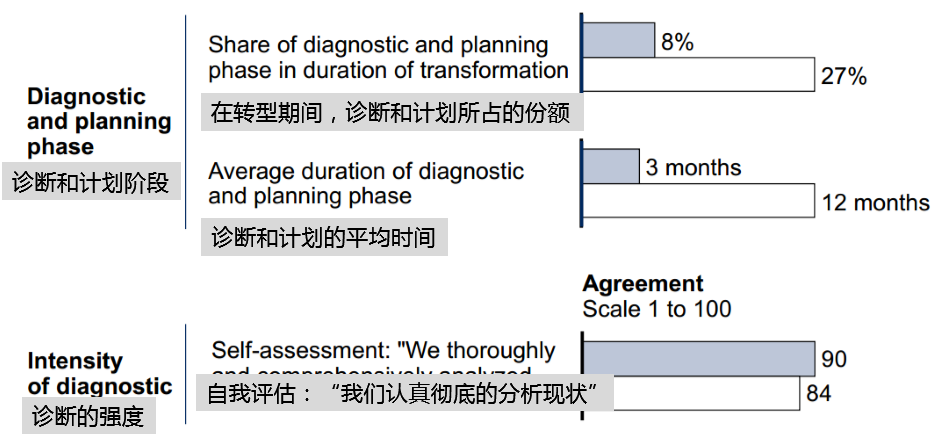 Share of diagnostic and planning
phase in duration of transformation
8%
27%
在转型期间，诊断和计划所占的份额
Diagnostic
and planning
phase
诊断和计划阶段
Average duration of diagnostic
and planning phase
3 months
12 months
诊断和计划的平均时间
Agreement
Scale 1 to 100
Intensity
of diagnostic
诊断的强度
Self-assessment: "We thoroughly
and comprehensively analyzed
自我评估：“我们认真彻底的分析现状”
90
84